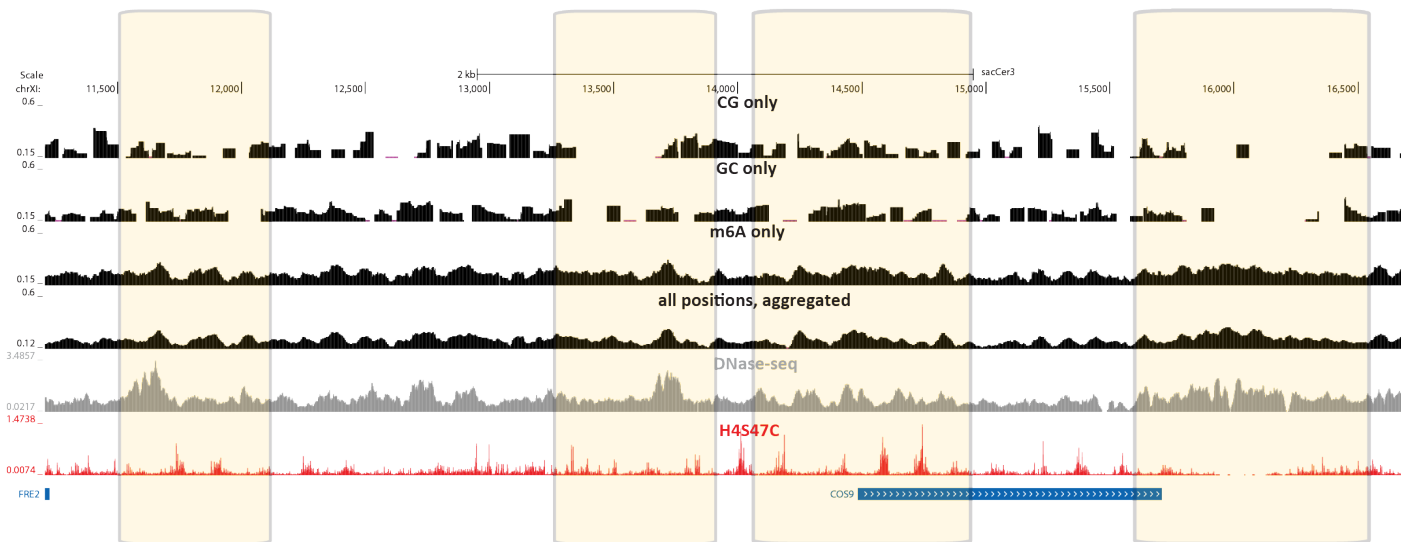 Scale 2 kb sacCer3
chrXI: 11,500 12,000 12,500 13,000 13,500 14,000 14,500 15,000 15,500 16,000 16,500
0.6 _
CG only
0.15 _
0.6 _
GC only
0.15 _
0.6 _
m6A only
0.15 _
0.6 _
all positions, aggregated
0.12 _
3.4857 _
DNase-seq
0.0217 _
1.4738 _
H4S47C
0.0074 _
FRE2 COS9